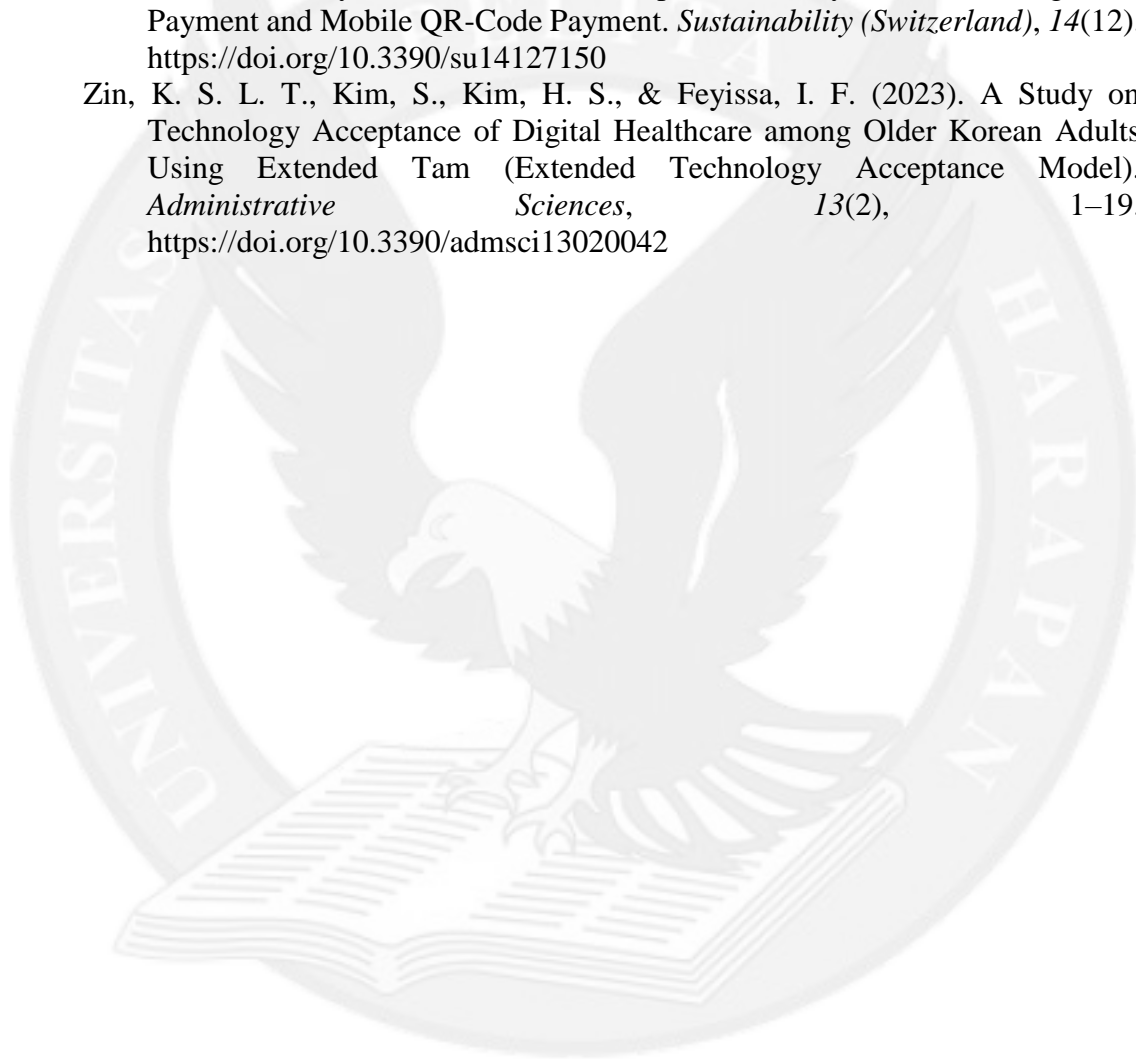 Payment and Mobile QR-Code Payment. Sustainability (Switzerland), 14(12).
https://doi.org/10.3390/su14127150
Zin, K. S. L. T., Kim, S., Kim, H. S., & Feyissa, I. F. (2023). A Study on
Technology Acceptance of Digital Healthcare among Older Korean Adults
Using Extended Tam (Extended Technology Acceptance Model).
Administrative Sciences, 13(2), 1–19.
https://doi.org/10.3390/admsci13020042
UNIVERSITAS
HARAPAN